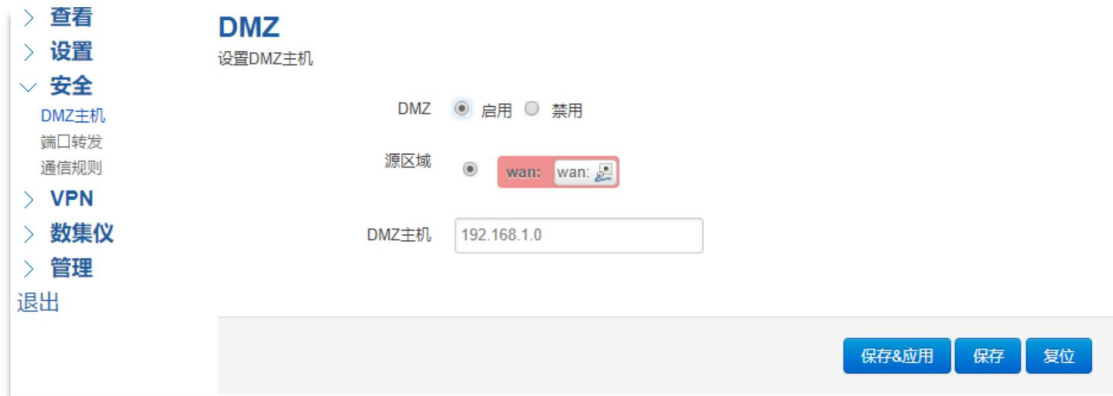 查看
设置
安全
DMZ主机
端口转发
通信规则
VPN
数集仪
管理
退出
DMZ
设置DMZ主机
DMZ 启用 禁用
源区域 wan: wan:
DMZ主机 192.168.1.0
保存&应用 保存 复位